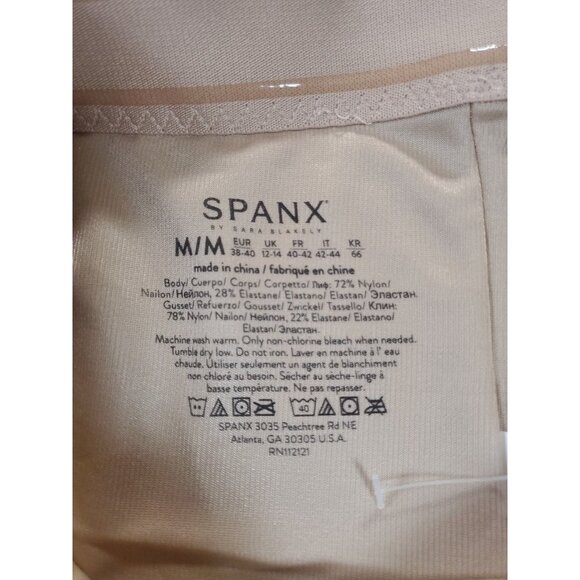 SPANX®
BY SARA BLAKELY
M/M EUR 38-40 UK 12-14 FR 40-42 IT 42-44 KR 66
made in china / fabriqué en chine
Body/ Cuerpo/ Corps/ Corpetto/ Лиф: 72% Nylon/
Nailon/ Нейлон, 28% Elastane/ Elastano/ Elastan/ Эластан.
Gousset/ Refuerzo/ Gousset/ Zwickel/ Tassello/ Клин:
78% Nylon/ Nailon/ Нейлон, 22% Elastane/ Elastano/
Elastan/ Эластан.
Machine wash warm. Only non-chlorine bleach when needed.
Tumble dry low. Do not iron. Laver en machine à l' eau
chaude. Utiliser seulement un agent de blanchiment
non chloré au besoin. Sécher au sèche-linge à
basse température. Ne pas repasser.
40
SPANX 3035 Peachtree Rd NE
Atlanta, GA 30305 U.S.A.
RN112121